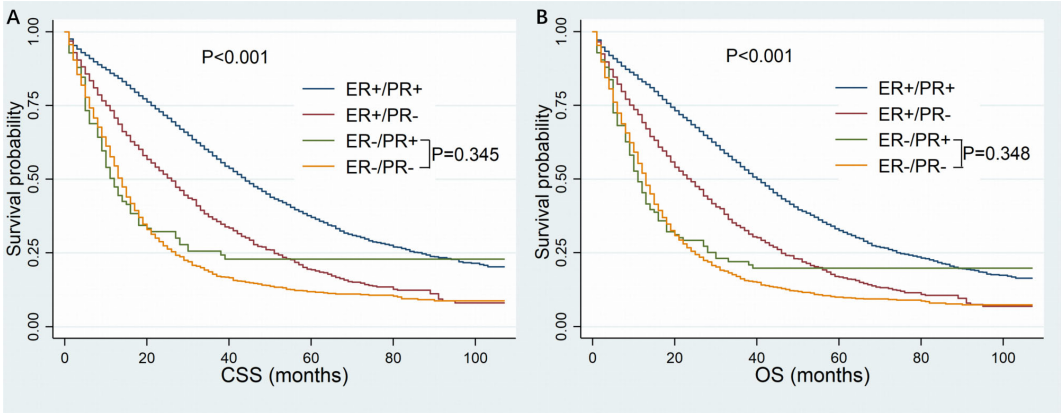 A
Survival probability
1.00
0.75
0.50
0.25
0.00
P<0.001
ER+/PR+
ER+/PR-
ER-/PR+
ER-/PR-
P=0.345
0 20 40 60 80 100
CSS (months)
B
Survival probability
1.00
0.75
0.50
0.25
0.00
P<0.001
ER+/PR+
ER+/PR-
ER-/PR+
ER-/PR-
P=0.348
0 20 40 60 80 100
OS (months)